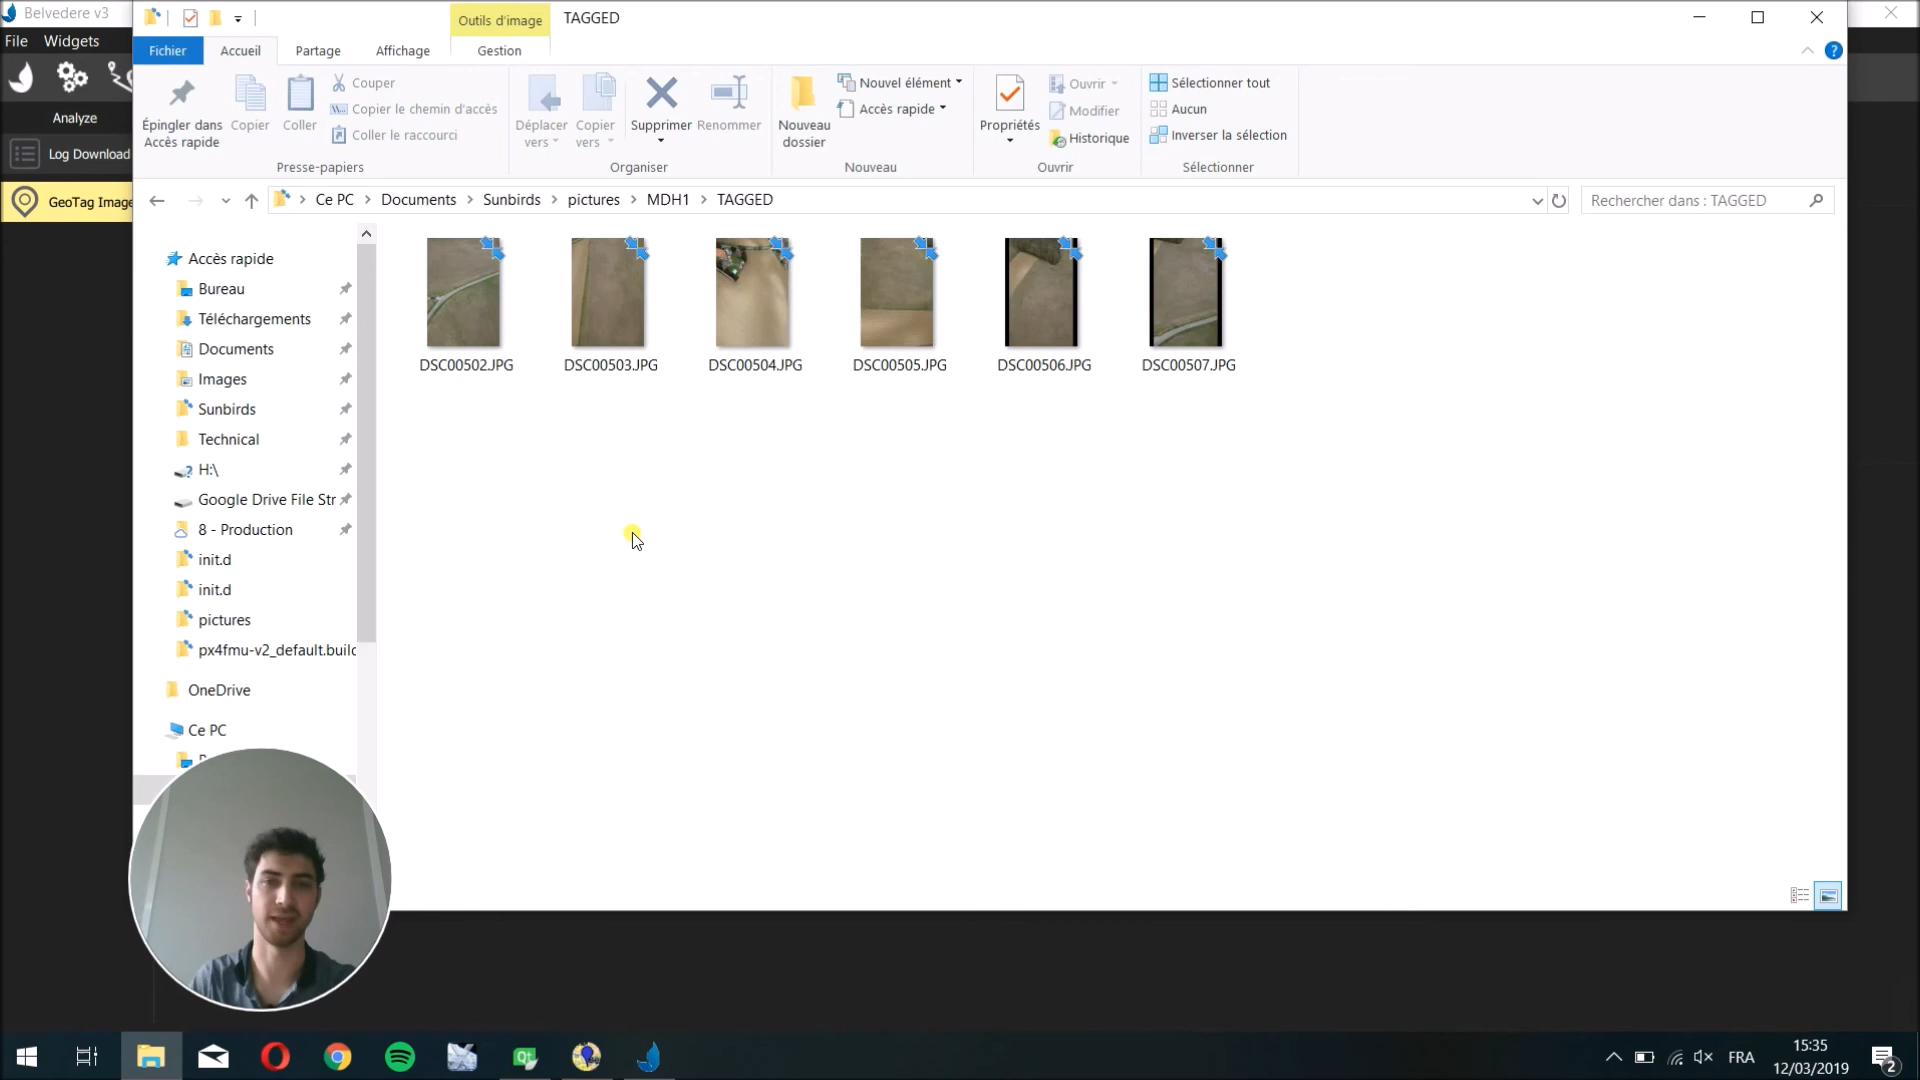 Belvedere v3
TAGGED
Outils d'image
File Widgets
Fichier Accueil Partage Affichage Gestion
Épingler dans
Accès rapide
Copier
Coller
Couper
Copier le chemin d'accès
Coller le raccourci
Presse-papiers
Déplacer
vers
Copier
vers
Supprimer
Renommer
Organiser
Nouveau
dossier
Nouvel élément
Accès rapide
Nouveau
Propriétés
Ouvrir
Modifier
Historique
Ouvrir
Sélectionner tout
Aucun
Inverser la sélection
Sélectionner
Analyze
Log Download
GeoTag Image
Ce PC > Documents > Sunbirds > pictures > MDH1 > TAGGED
Rechercher dans : TAGGED
Accès rapide
Bureau
Téléchargements
Documents
Images
Sunbirds
Technical
H:\
Google Drive File Str
8 - Production
init.d
init.d
pictures
px4fmu-v2_default.build
OneDrive
Ce PC
DSC00502.JPG DSC00503.JPG DSC00504.JPG DSC00505.JPG DSC00506.JPG DSC00507.JPG
FRA
15:35
12/03/2019
2